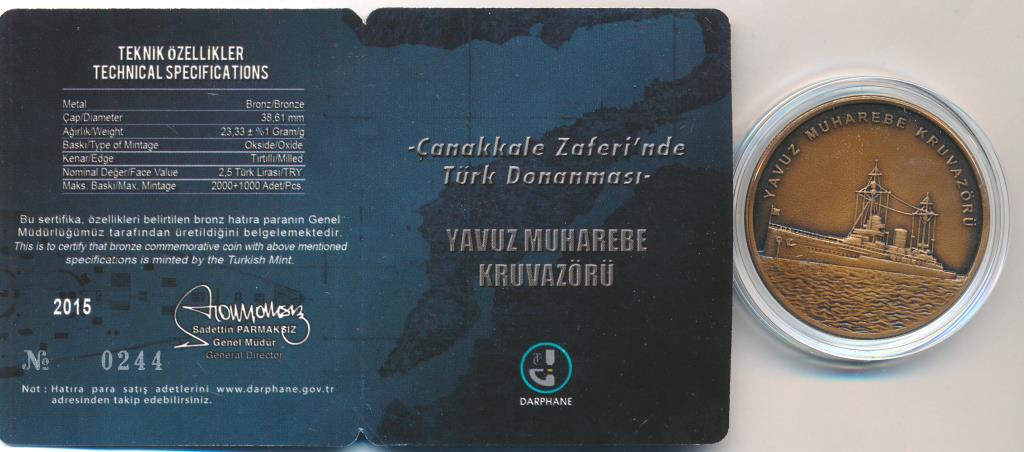 TEKNİK ÖZELLİKLER
TECHNICAL SPECIFICATIONS
Metal Bronz/Bronze
Çap/Diameter 38,61 mm
Ağırlık/Weight 23,33 ± %1 Gram/g
Baskı/Type of Mintage Okside/Oxide
Kenar/Edge Tırtıllı/Milled
Nominal Değer/Face Value 2,5 Türk Lirası/TRY
Maks. Baskı/Max. Mintage 2000+1000 Adet/Pcs.
Bu sertifika, özellikleri belirtilen bronz hatıra paranın Genel
Müdürlüğümüz tarafından üretildiğini belgelemektedir.
This is to certify that bronze commemorative coin with above mentioned
specifications is minted by the Turkish Mint.
2015
Sadettin PARMAKSIZ
Genel Müdür
General Director
№ 0244
Not : Hatıra para satış adetlerini www.darphane.gov.tr
adresinden takip edebilirsiniz.
-Çanakkale Zaferi'nde
Türk Donanması-
YAVUZ MUHAREBE
KRUVAZÖRÜ
DARPHANE
YAVUZ MUHAREBE KRUVAZÖRÜ